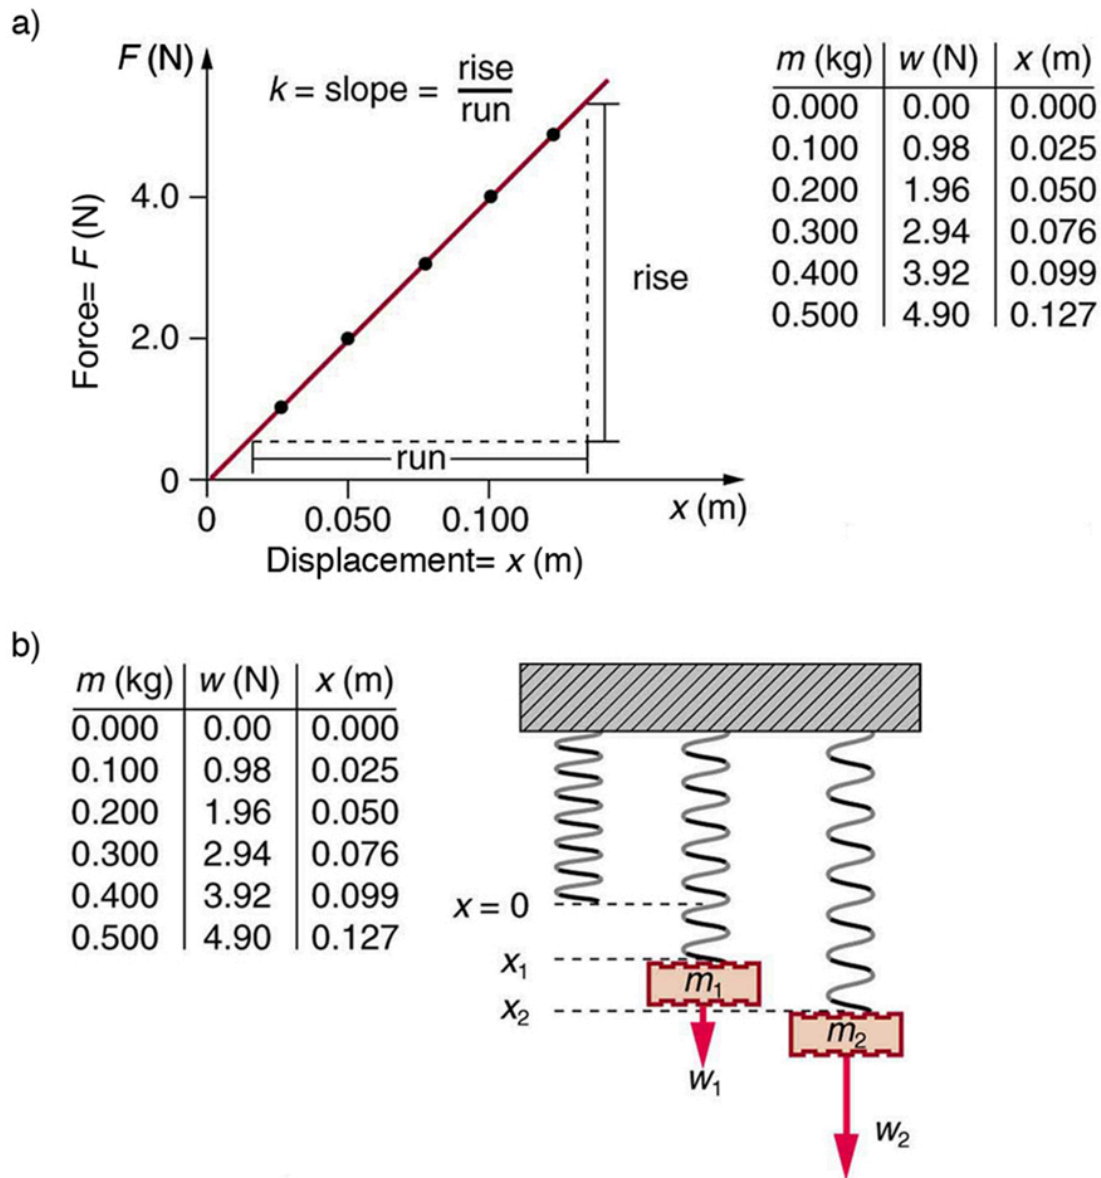 a)
F (N)
k = slope = rise
run
4.0
2.0
0
Force= F (N)
rise
run
0 0.050 0.100 x (m)
Displacement= x (m)
m (kg) w (N) x (m)
0.000 0.00 0.000
0.100 0.98 0.025
0.200 1.96 0.050
0.300 2.94 0.076
0.400 3.92 0.099
0.500 4.90 0.127
b)
m (kg) w (N) x (m)
0.000 0.00 0.000
0.100 0.98 0.025
0.200 1.96 0.050
0.300 2.94 0.076
0.400 3.92 0.099
0.500 4.90 0.127
x = 0
x₁
m₁
x₂
m₂
w₁
w₂